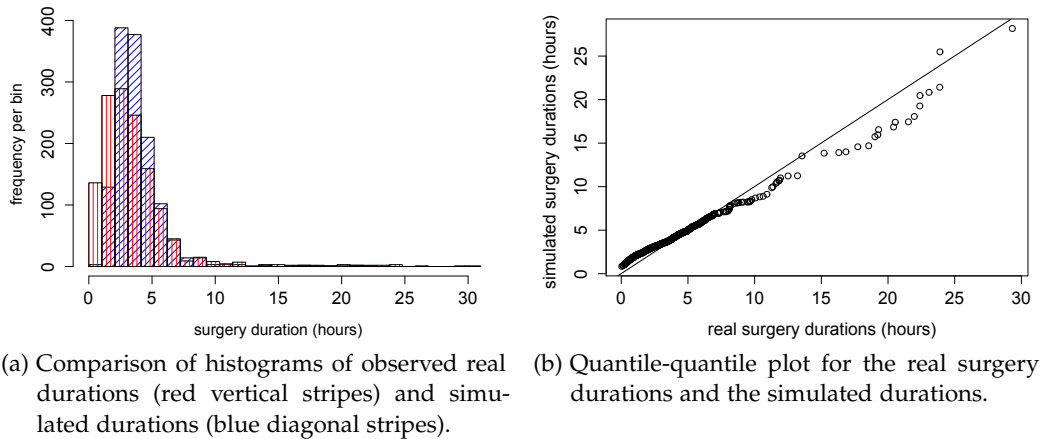 frequency per bin
400
300
200
100
0
0 5 10 15 20 25 30
surgery duration (hours)
(a) Comparison of histograms of observed real
durations (red vertical stripes) and simu-
lated durations (blue diagonal stripes).
simulated surgery durations (hours)
25
20
15
10
5
0
0 5 10 15 20 25 30
real surgery durations (hours)
(b) Quantile-quantile plot for the real surgery
durations and the simulated durations.